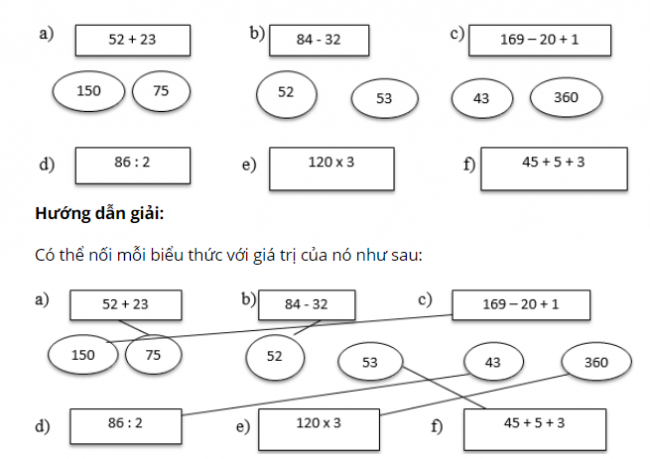 a) 52 + 23 b) 84 - 32 c) 169 – 20 + 1
150 75 52 53 43 360
d) 86 : 2 e) 120 x 3 f) 45 + 5 + 3
Hướng dẫn giải:
Có thể nối mỗi biểu thức với giá trị của nó như sau:
a) 52 + 23 b) 84 - 32 c) 169 – 20 + 1
150 75 52 53 43 360
d) 86 : 2 e) 120 x 3 f) 45 + 5 + 3